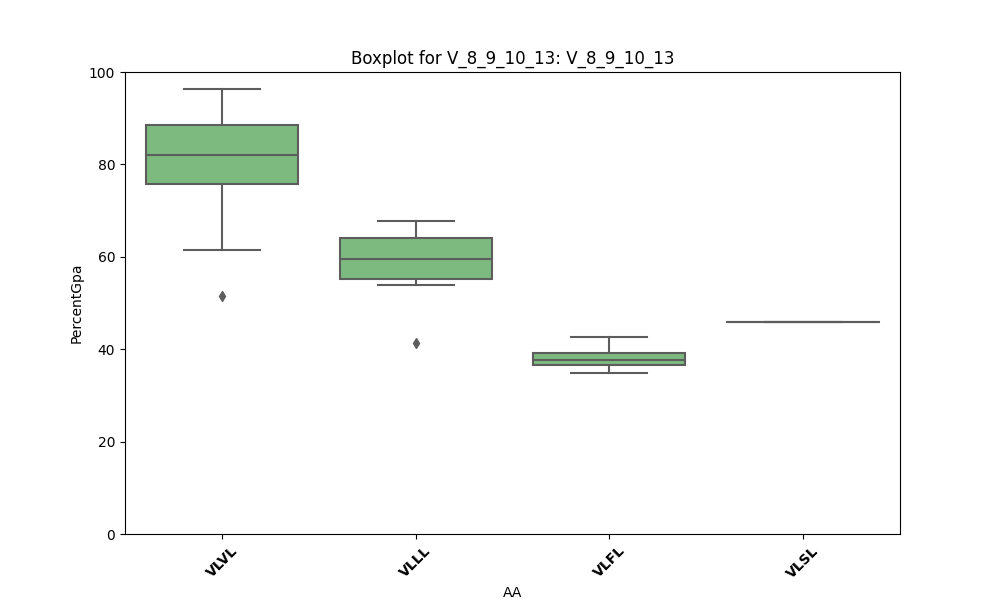 Boxplot for V_8_9_10_13: V_8_9_10_13
100
80
60
40
20
0
PercentGpa
VLVL
VLLL
VLFL
VLSL
AA